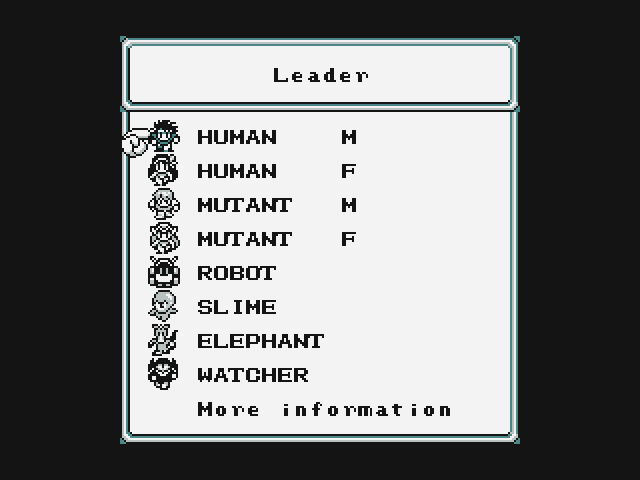 Leader
HUMAN M
HUMAN F
MUTANT M
MUTANT F
ROBOT
SLIME
ELEPHANT
WATCHER
More information